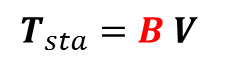 T_sta = B V